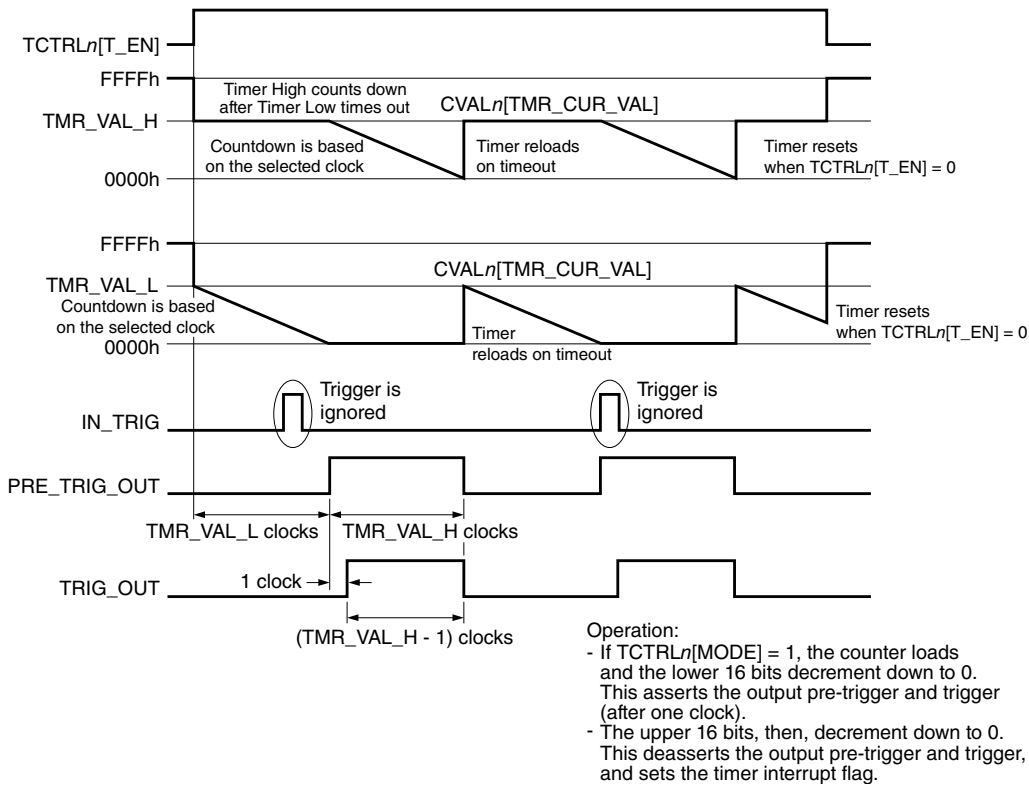 TCTRLn[T_EN]
FFFFh
Timer High counts down
after Timer Low times out
CVALn[TMR_CUR_VAL]
TMR_VAL_H
Countdown is based
on the selected clock
Timer reloads
on timeout
Timer resets
when TCTRLn[T_EN] = 0
0000h
FFFFh
CVALn[TMR_CUR_VAL]
TMR_VAL_L
Countdown is based
on the selected clock
Timer
reloads on timeout
Timer resets
when TCTRLn[T_EN] = 0
0000h
Trigger is
ignored
Trigger is
ignored
IN_TRIG
PRE_TRIG_OUT
TMR_VAL_L clocks
TMR_VAL_H clocks
1 clock
TRIG_OUT
(TMR_VAL_H - 1) clocks
Operation:
- If TCTRLn[MODE] = 1, the counter loads
and the lower 16 bits decrement down to 0.
This asserts the output pre-trigger and trigger
(after one clock).
- The upper 16 bits, then, decrement down to 0.
This deasserts the output pre-trigger and trigger,
and sets the timer interrupt flag.